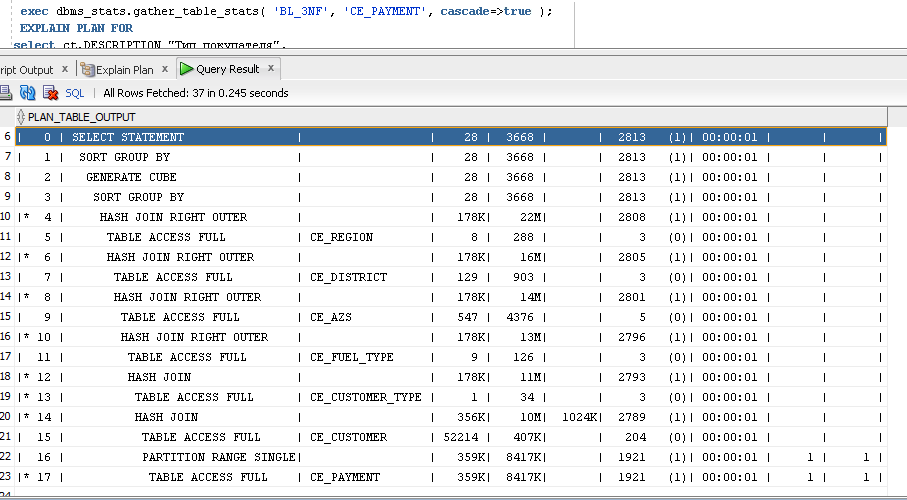 exec dbms_stats.gather_table_stats( 'BL_3NF', 'CE_PAYMENT', cascade=>true );
EXPLAIN PLAN FOR
select ct.DESCRIPTION "Тип покупателя",
ript Output x Explain Plan x Query Result x
SQL | All Rows Fetched: 37 in 0.245 seconds
PLAN_TABLE_OUTPUT
6 | 0 | SELECT STATEMENT | | 28 | 3668 | | 2813 (1)| 00:00:01 | | |
7 | 1 | SORT GROUP BY | | 28 | 3668 | | 2813 (1)| 00:00:01 | | |
8 | 2 | GENERATE CUBE | | 28 | 3668 | | 2813 (1)| 00:00:01 | | |
9 | 3 | SORT GROUP BY | | 28 | 3668 | | 2813 (1)| 00:00:01 | | |
10 |* 4 | HASH JOIN RIGHT OUTER | | 178K| 22M| | 2808 (1)| 00:00:01 | | |
11 | 5 | TABLE ACCESS FULL | CE_REGION | 8 | 288 | | 3 (0)| 00:00:01 | | |
12 |* 6 | HASH JOIN RIGHT OUTER | | 178K| 16M| | 2805 (1)| 00:00:01 | | |
13 | 7 | TABLE ACCESS FULL | CE_DISTRICT | 129 | 903 | | 3 (0)| 00:00:01 | | |
14 |* 8 | HASH JOIN RIGHT OUTER | | 178K| 14M| | 2801 (1)| 00:00:01 | | |
15 | 9 | TABLE ACCESS FULL | CE_AZS | 547 | 4376 | | 5 (0)| 00:00:01 | | |
16 |* 10 | HASH JOIN RIGHT OUTER | | 178K| 13M| | 2796 (1)| 00:00:01 | | |
17 | 11 | TABLE ACCESS FULL | CE_FUEL_TYPE | 9 | 126 | | 3 (0)| 00:00:01 | | |
18 |* 12 | HASH JOIN | | 178K| 11M| | 2793 (1)| 00:00:01 | | |
19 |* 13 | TABLE ACCESS FULL | CE_CUSTOMER_TYPE | 1 | 34 | | 3 (0)| 00:00:01 | | |
20 |* 14 | HASH JOIN | | 356K| 10M| 1024K| 2789 (1)| 00:00:01 | | |
21 | 15 | TABLE ACCESS FULL | CE_CUSTOMER | 52214 | 407K| | 204 (0)| 00:00:01 | | |
22 | 16 | PARTITION RANGE SINGLE| | 359K| 8417K| | 1921 (1)| 00:00:01 | 1 | 1 |
23 |* 17 | TABLE ACCESS FULL | CE_PAYMENT | 359K| 8417K| | 1921 (1)| 00:00:01 | 1 | 1 |